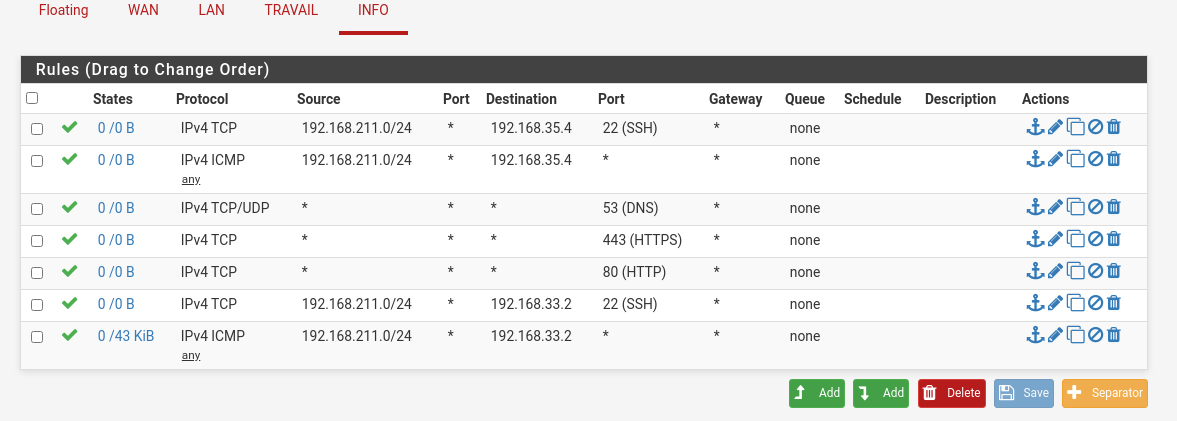 Floating WAN LAN TRAVAIL INFO
Rules (Drag to Change Order)
States Protocol Source Port Destination Port Gateway Queue Schedule Description Actions
0 /0 B IPv4 TCP 192.168.211.0/24 * 192.168.35.4 22 (SSH) * none
0 /0 B IPv4 ICMP 192.168.211.0/24 * 192.168.35.4 * * none
any
0 /0 B IPv4 TCP/UDP * * * 53 (DNS) * none
0 /0 B IPv4 TCP * * * 443 (HTTPS) * none
0 /0 B IPv4 TCP * * * 80 (HTTP) * none
0 /0 B IPv4 TCP 192.168.211.0/24 * 192.168.33.2 22 (SSH) * none
0 /43 KiB IPv4 ICMP 192.168.211.0/24 * 192.168.33.2 * * none
any
Add Add Delete Save Separator